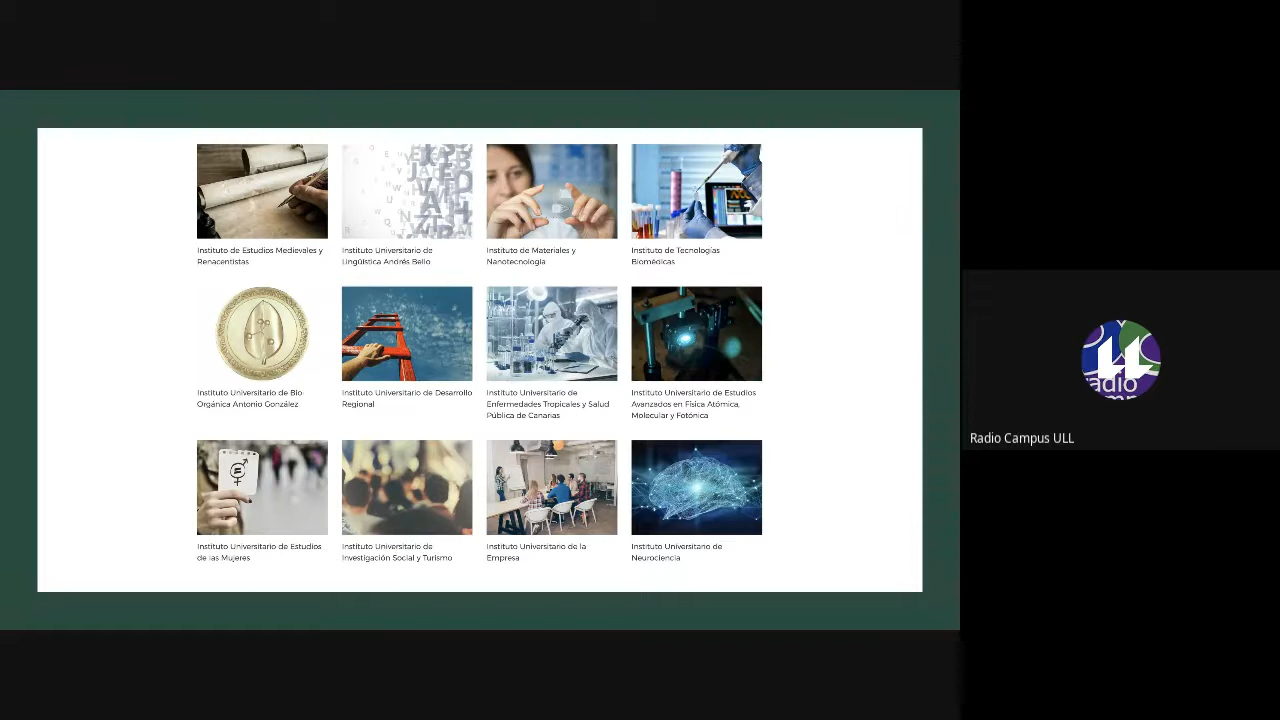 Instituto de Estudios Medievales y
Renacentistas
Instituto Universitario de
Lingüística Andrés Bello
Instituto de Materiales y
Nanotecnología
Instituto de Tecnologías
Biomédicas
Instituto Universitario de Bio-
Orgánica Antonio González
Instituto Universitario de Desarrollo
Regional
Instituto Universitario de
Enfermedades Tropicales y Salud
Pública de Canarias
Instituto Universitario de Estudios
Avanzados en Física Atómica,
Molecular y Fotónica
Instituto Universitario de Estudios
de las Mujeres
Instituto Universitario de
Investigación Social y Turismo
Instituto Universitario de la
Empresa
Instituto Universitario de
Neurociencia
adio
Radio Campus ULL